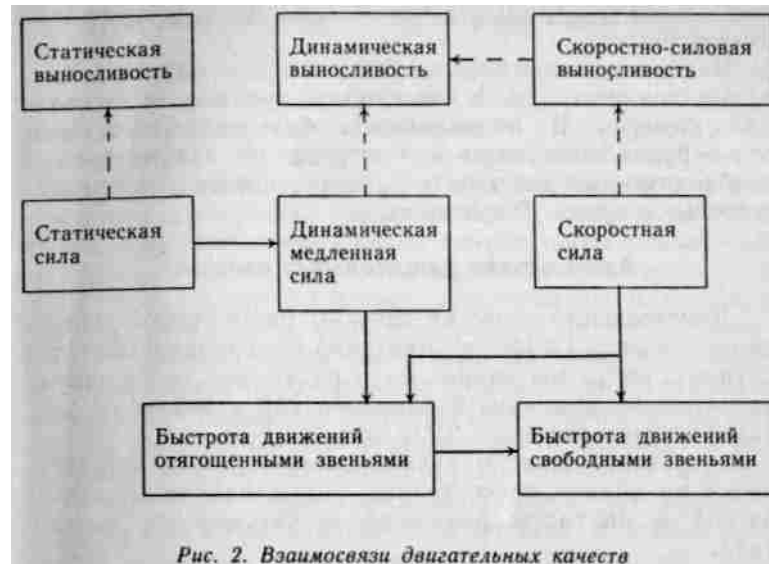 Статическая
выносливость
Динамическая
выносливость
Скоростно-силовая
выносливость
Статическая
сила
Динамическая
медленная
сила
Скоростная
сила
Быстрота движений
отягощенными звеньями
Быстрота движений
свободными звеньями
Рис. 2. Взаимосвязи двигательных качеств